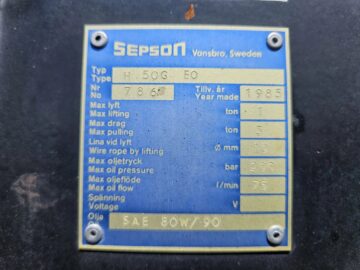 SEPSON Vansbro, Sweden
Typ
Type H 50G EO
Nr Tillv. år
No 786 Year made 1985
Max lyft
Max lifting ton 1
Max drag
Max pulling ton 5
Lina vid lyft
Wire rope by lifting Ø mm
Max oljetryck
Max oil pressure bar
Max oljeflöde
Max oil flow l/min 75
Spänning
Voltage V
Olja
SAE 80W/90